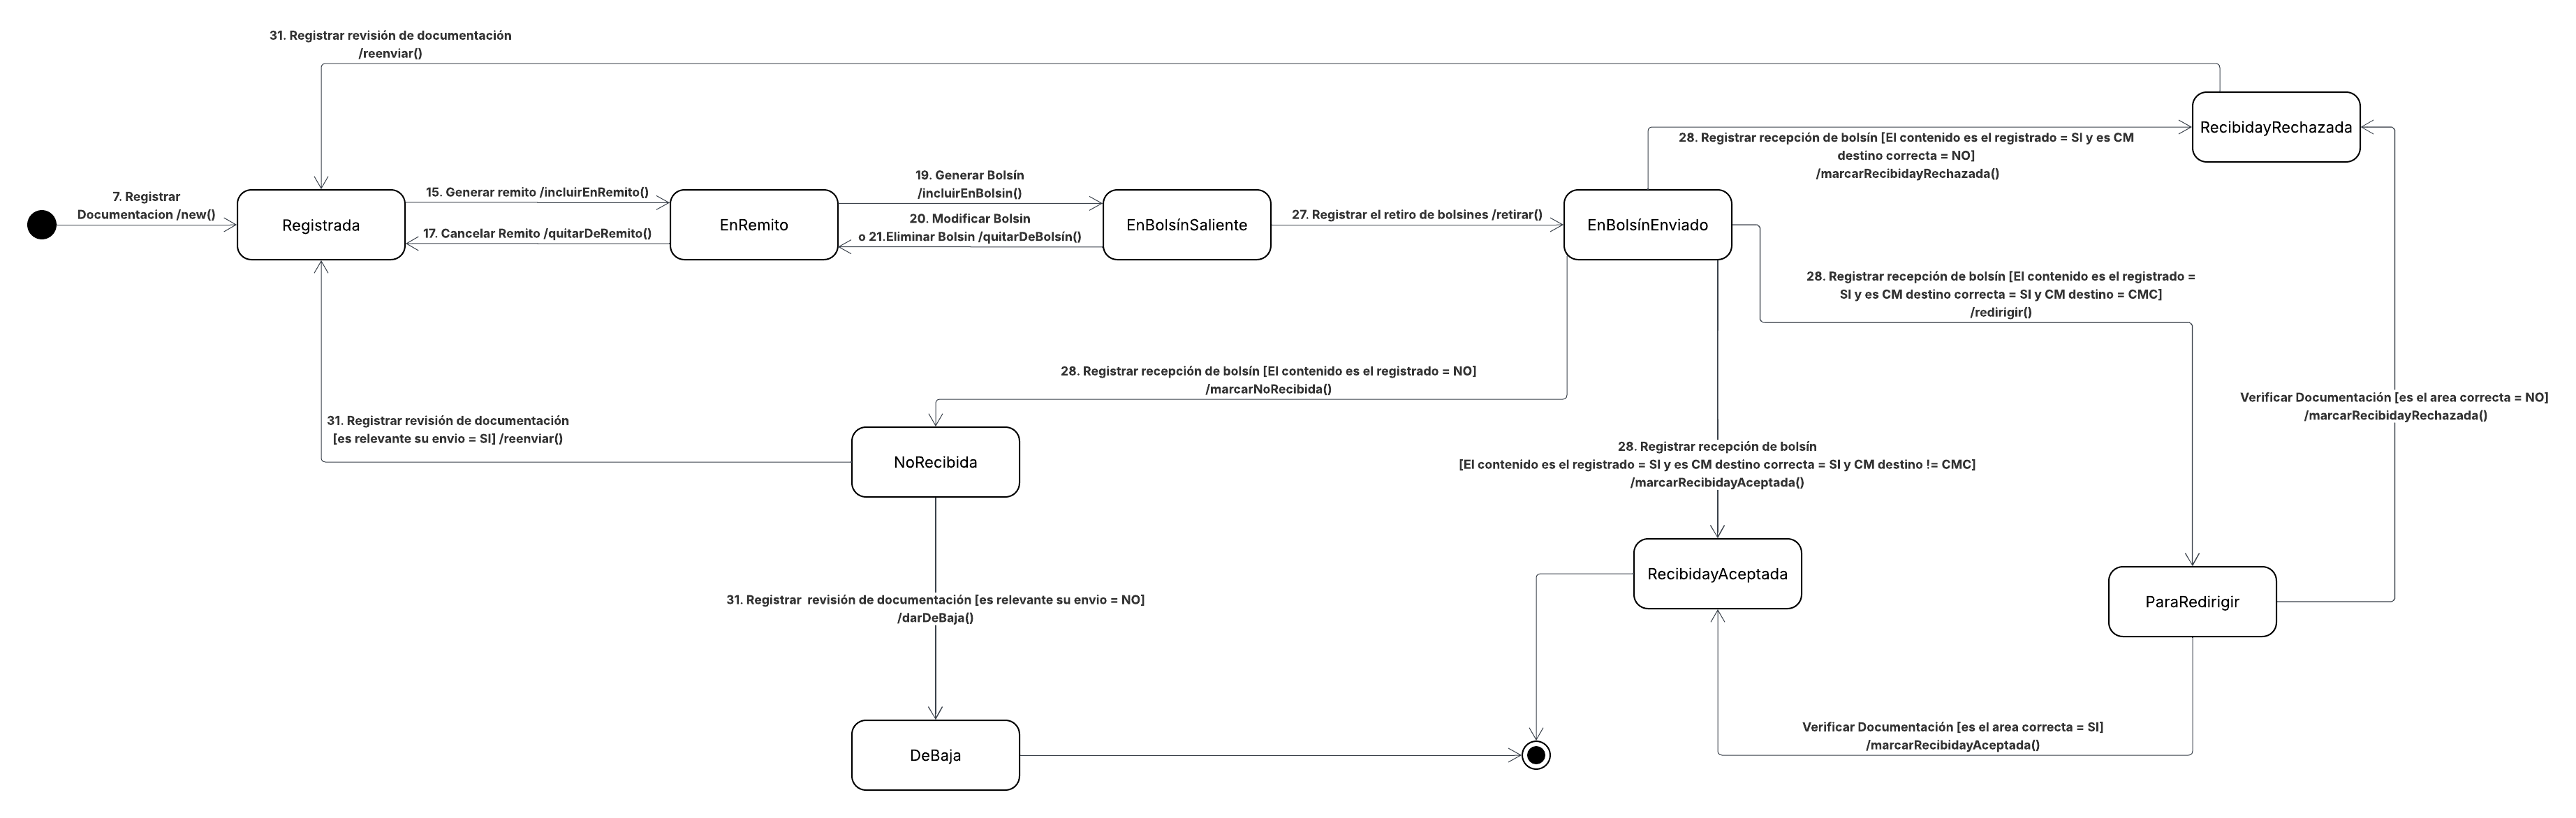 31. Registrar revisión de documentación
/reenviar()
RecibidayRechazada
28. Registrar recepción de bolsín [El contenido es el registrado = SI y es CM
destino correcta = NO]
/marcarRecibidayRechazada()
7. Registrar
Documentacion /new()
Registrada
15. Generar remito /incluirEnRemito()
17. Cancelar Remito /quitarDeRemito()
EnRemito
19. Generar Bolsín
/incluirEnBolsin()
20. Modificar Bolsin
o 21.Eliminar Bolsin /quitarDeBolsín()
EnBolsínSaliente
27. Registrar el retiro de bolsines /retirar()
EnBolsínEnviado
28. Registrar recepción de bolsín [El contenido es el registrado =
SI y es CM destino correcta = SI y CM destino = CMC]
/redirigir()
28. Registrar recepción de bolsín [El contenido es el registrado = NO]
/marcarNoRecibida()
Verificar Documentación [es el area correcta = NO]
/marcarRecibidayRechazada()
31. Registrar revisión de documentación
[es relevante su envio = SI] /reenviar()
NoRecibida
28. Registrar recepción de bolsín
[El contenido es el registrado = SI y es CM destino correcta = SI y CM destino != CMC]
/marcarRecibidayAceptada()
RecibidayAceptada
ParaRedirigir
31. Registrar  revisión de documentación [es relevante su envio = NO]
/darDeBaja()
Verificar Documentación [es el area correcta = SI]
/marcarRecibidayAceptada()
DeBaja